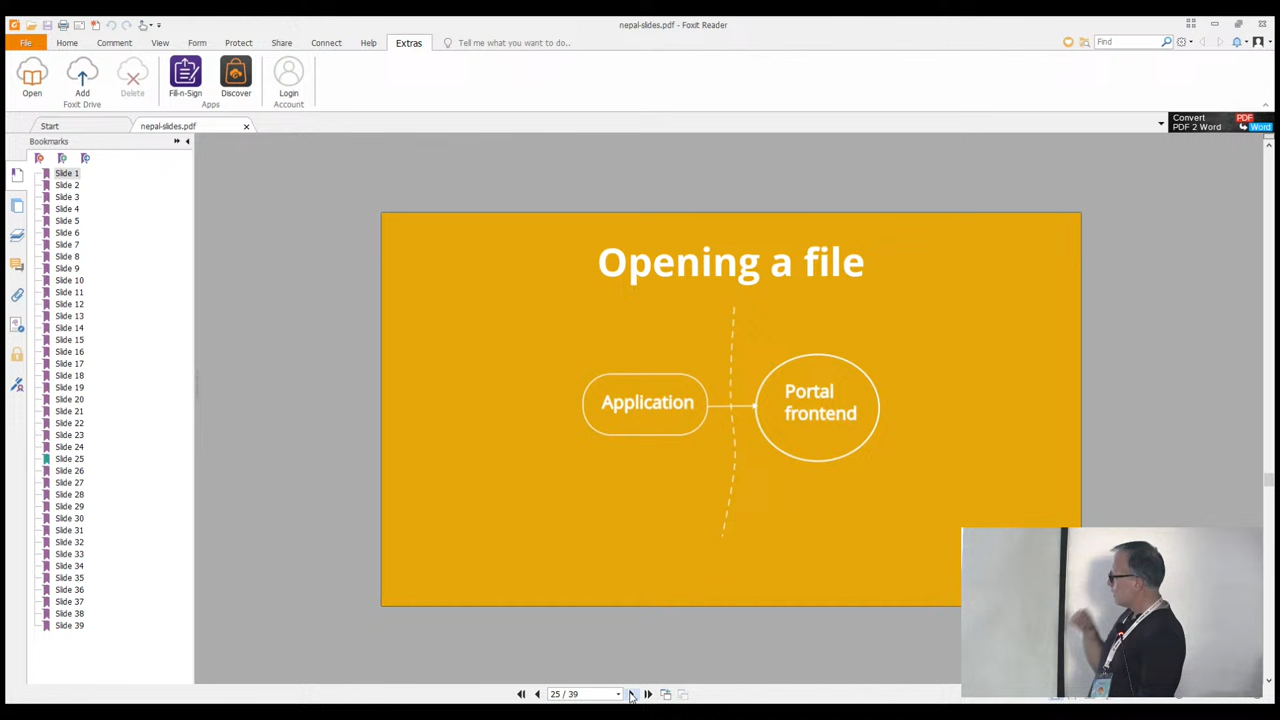 nepal-slides.pdf - Foxit Reader
File Home Comment View Form Protect Share Connect Help Extras Tell me what you want to do.. Find
Open Add Delete Fill-n-Sign Discover Login
Foxit Drive Apps Account
Start nepal-slides.pdf
Convert PDF
PDF 2 Word Word
Bookmarks
Slide 1
Slide 2
Slide 3
Slide 4
Slide 5
Slide 6
Slide 7
Slide 8
Slide 9
Slide 10
Slide 11
Slide 12
Slide 13
Slide 14
Slide 15
Slide 16
Slide 17
Slide 18
Slide 19
Slide 20
Slide 21
Slide 22
Slide 23
Slide 24
Slide 25
Slide 26
Slide 27
Slide 28
Slide 29
Slide 30
Slide 31
Slide 32
Slide 33
Slide 34
Slide 35
Slide 36
Slide 37
Slide 38
Slide 39
Opening a file
Application
Portal
frontend
25 / 39